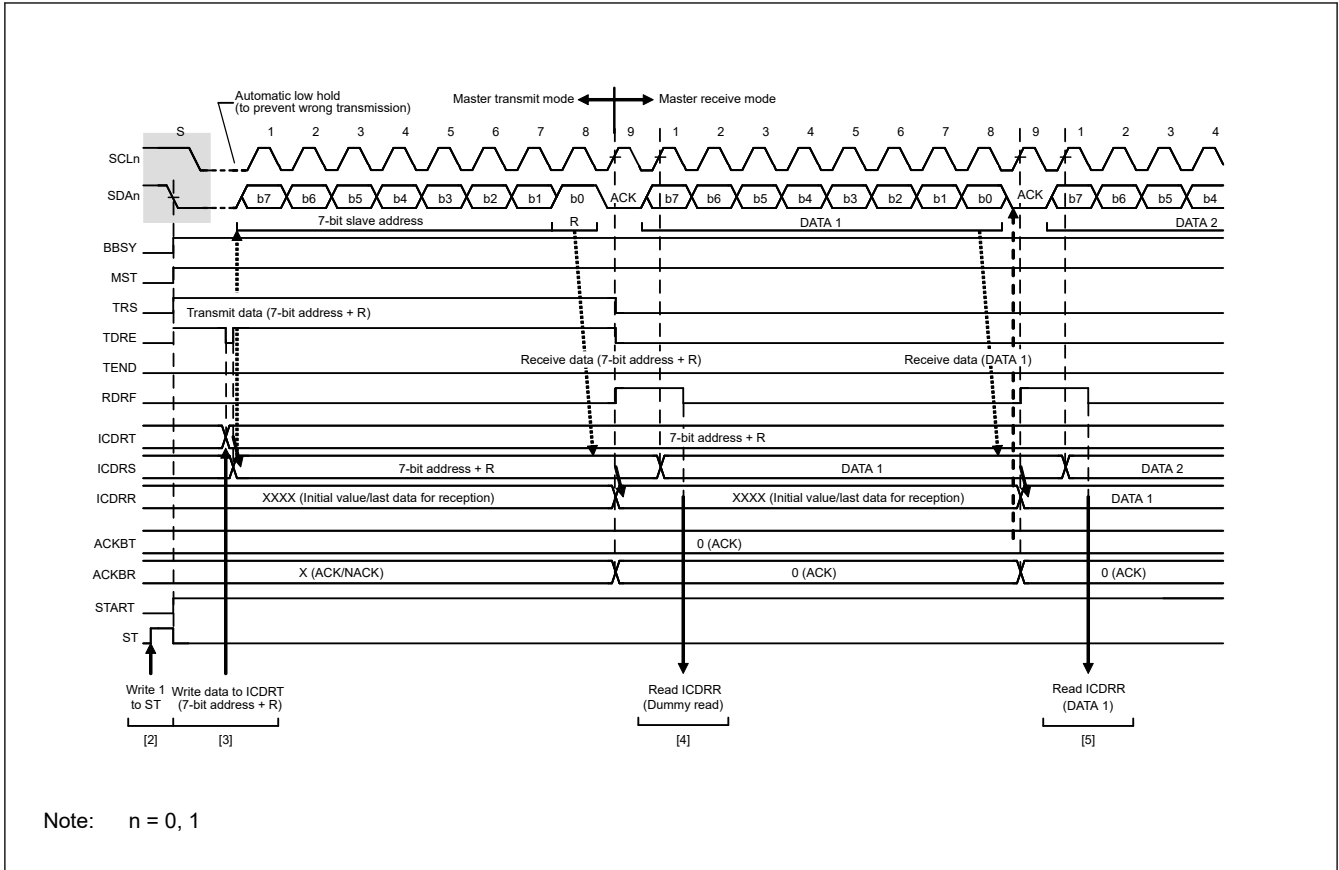 Automatic low hold
(to prevent wrong transmission)
Master transmit mode
Master receive mode
S 1 2 3 4 5 6 7 8 9 1 2 3 4 5 6 7 8 9 1 2 3 4
SCLn
SDAn b7 b6 b5 b4 b3 b2 b1 b0 ACK b7 b6 b5 b4 b3 b2 b1 b0 ACK b7 b6 b5 b4
7-bit slave address R DATA 1 DATA 2
BBSY
MST
TRS
Transmit data (7-bit address + R)
TDRE
Receive data (7-bit address + R) Receive data (DATA 1)
TEND
RDRF
ICDRT 7-bit address + R
ICDRS 7-bit address + R DATA 1 DATA 2
ICDRR XXXX (Initial value/last data for reception) XXXX (Initial value/last data for reception) DATA 1
ACKBT 0 (ACK)
ACKBR X (ACK/NACK) 0 (ACK) 0 (ACK)
START
ST
Write 1
to ST
Write data to ICDRT
(7-bit address + R)
Read ICDRR
(Dummy read)
Read ICDRR
(DATA 1)
[2] [3] [4] [5]
Note: n = 0, 1